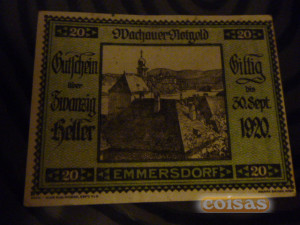 20 Wachauer Notgeld 20
Gutschein
über
Zwanzig
Heller
Giltig
bis
30. Sept.
1920.
20 EMMERSDORF 20
coisas